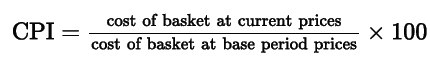 CPI = cost of basket at current prices / cost of basket at base period prices × 100